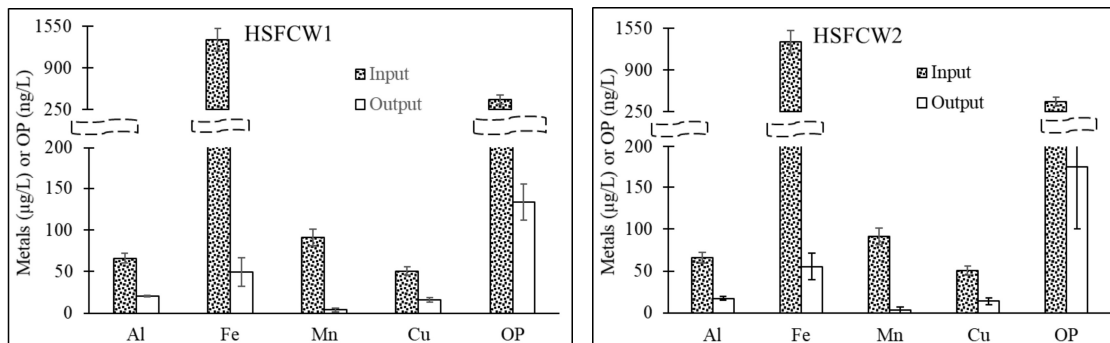 HSFCW1
Metals (µg/L) or OP (ng/L)
1550
900
250
200
150
100
50
0
Input
Output
Al Fe Mn Cu OP
HSFCW2
Metals (µg/L) or OP (ng/L)
1550
900
250
200
150
100
50
0
Input
Output
Al Fe Mn Cu OP